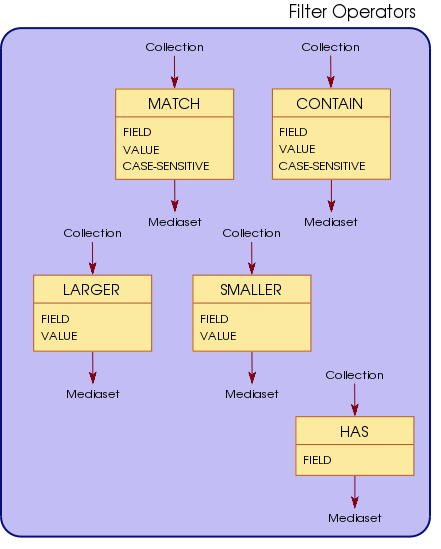 Filter Operators
Collection
MATCH
FIELD
VALUE
CASE-SENSITIVE
Mediaset
Collection
CONTAIN
FIELD
VALUE
CASE-SENSITIVE
Mediaset
Collection
LARGER
FIELD
VALUE
Mediaset
Collection
SMALLER
FIELD
VALUE
Mediaset
Collection
HAS
FIELD
Mediaset